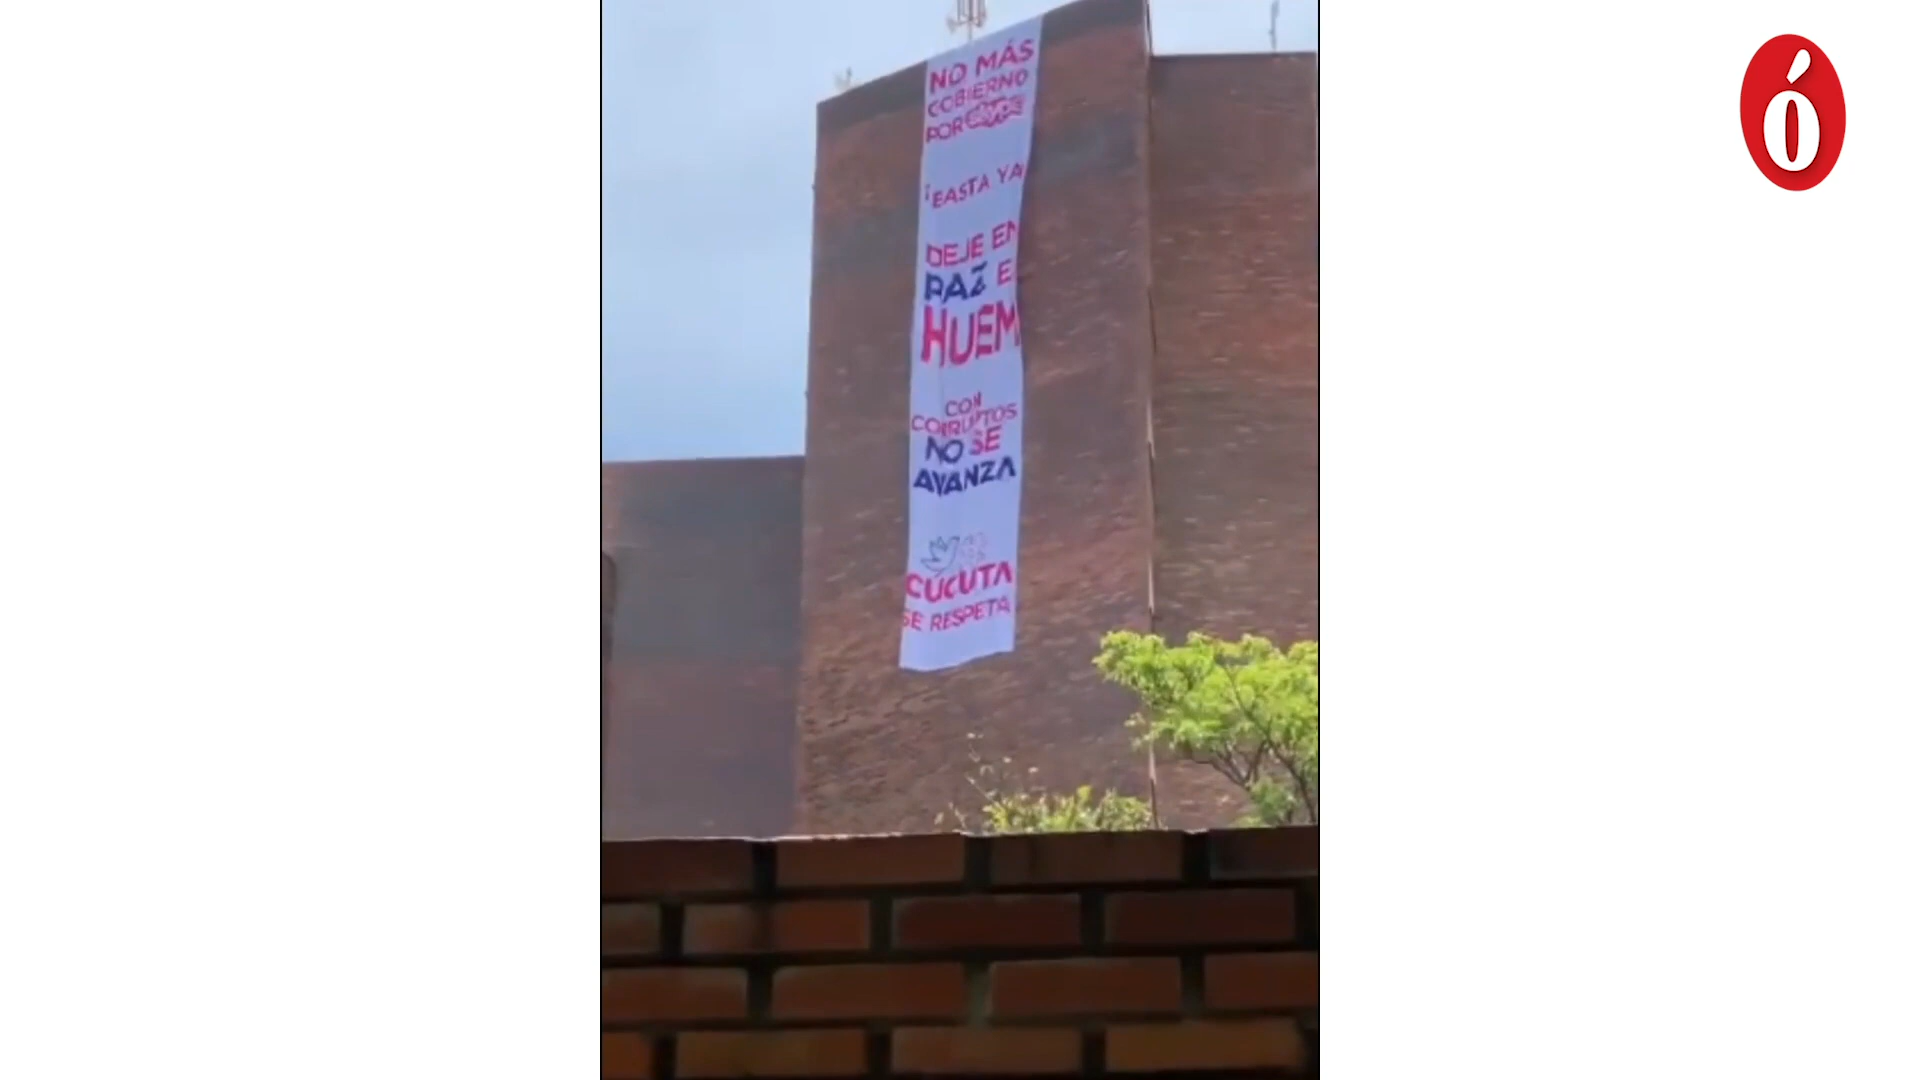 NO MÁS
GOBIERNO
POR
¡BASTA YA
DEJE EN
PAZ E
HUEM
CON
CORRUPTOS
NO SE
AVANZA
CÚCUTA
SE RESPETA
Ó